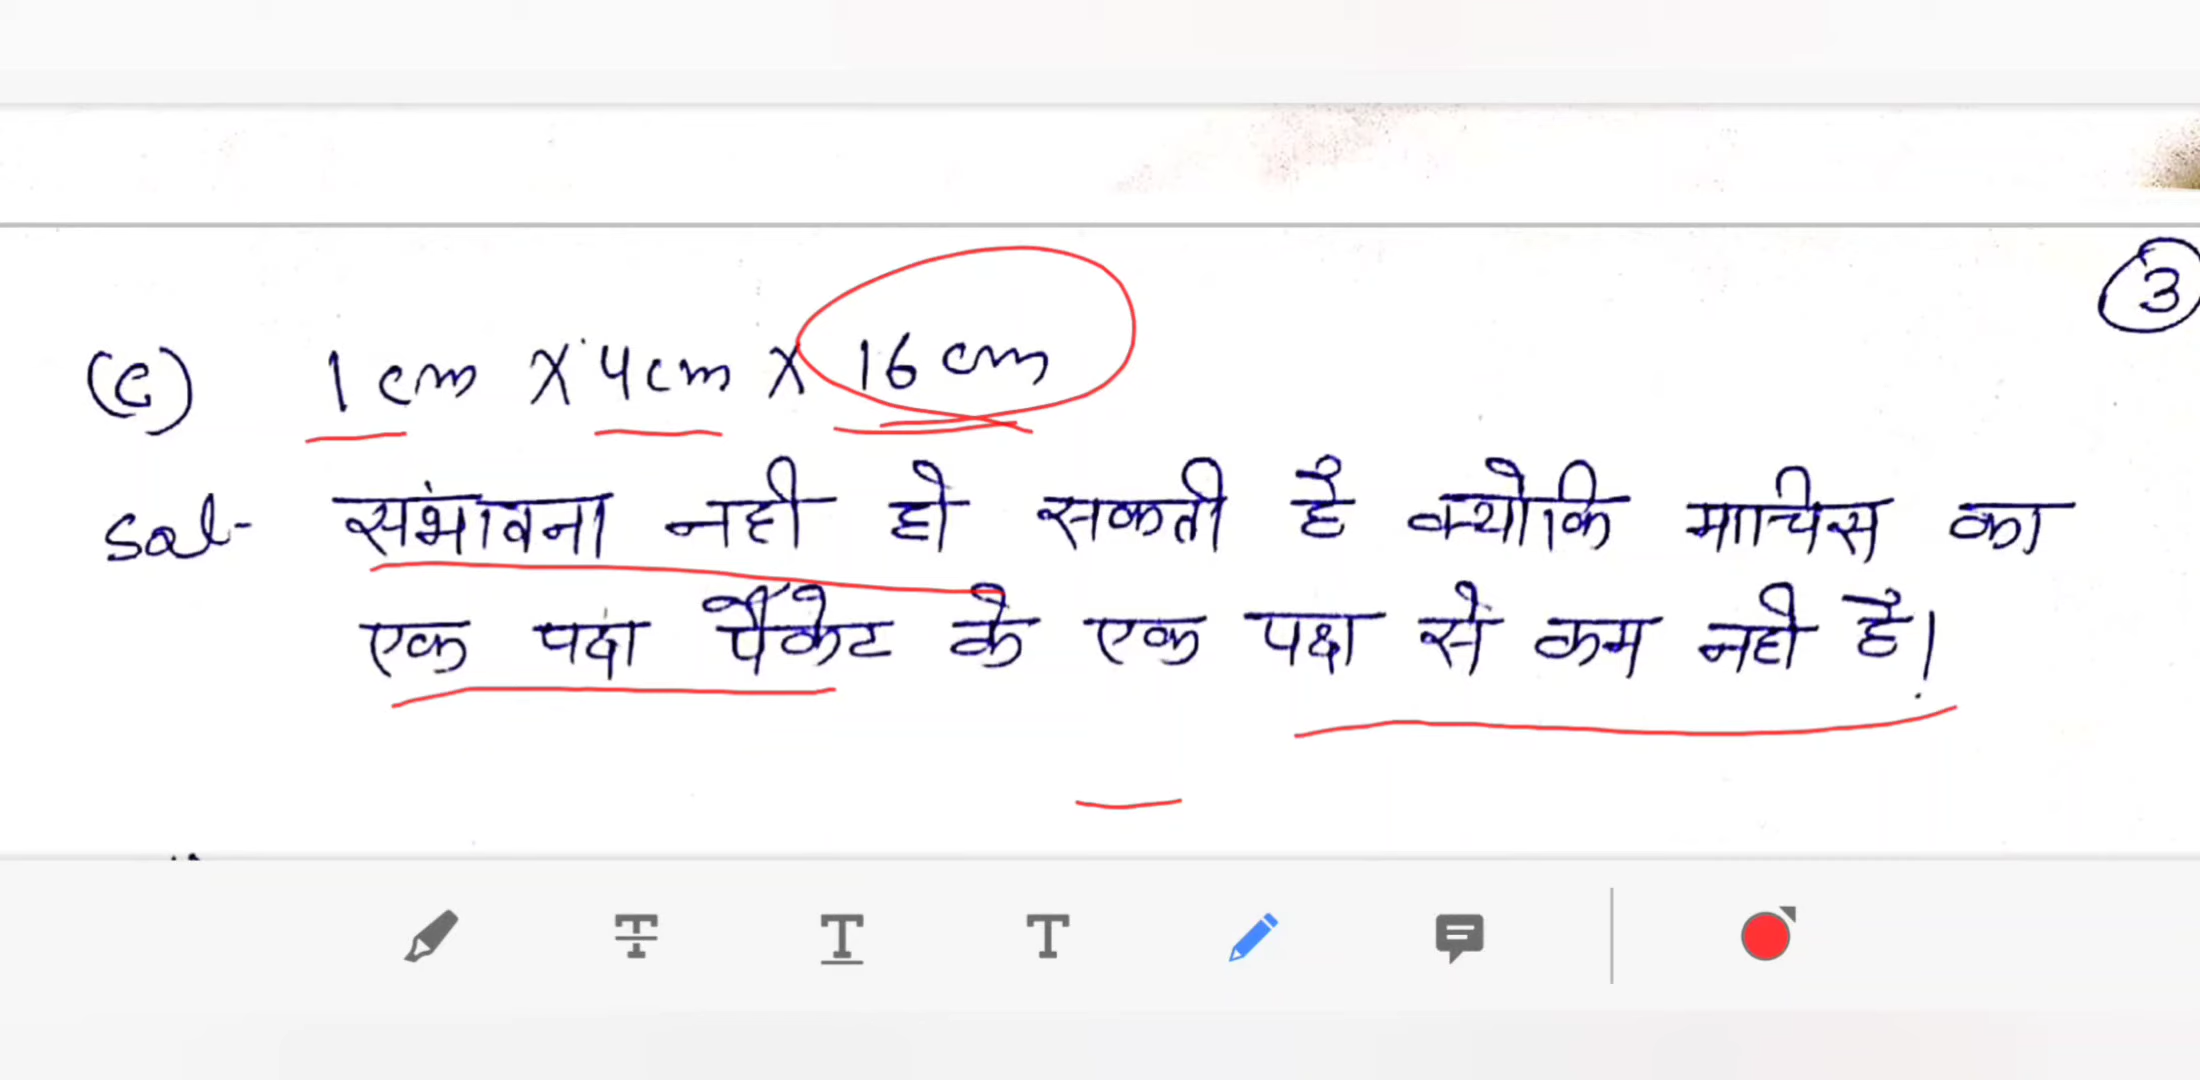 3
(c) 1 cm X 4 cm X 16 cm
Sol- संभावना नही हो सकती है क्योकि माचिस का
एक पक्ष पैकेट के एक पक्ष से कम नही है।